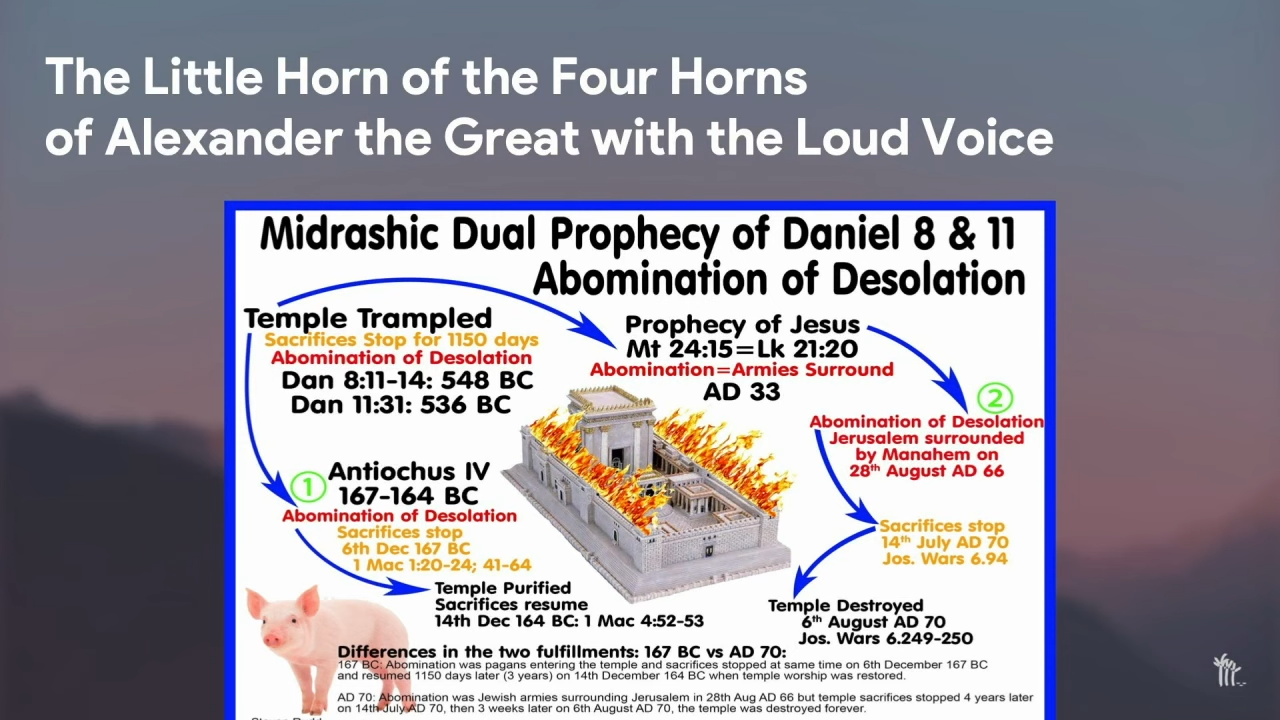 The Little Horn of the Four Horns
of Alexander the Great with the Loud Voice
Midrashic Dual Prophecy of Daniel 8 & 11
Abomination of Desolation
Temple Trampled
Sacrifices Stop for 1150 days
Abomination of Desolation
Dan 8:11-14: 548 BC
Dan 11:31: 536 BC
Prophecy of Jesus
Mt 24:15=Lk 21:20
Abomination=Armies Surround
AD 33
2
Abomination of Desolation
Jerusalem surrounded
by Manahem on
28th August AD 66
1
Antiochus IV
167-164 BC
Abomination of Desolation
Sacrifices stop
6th Dec 167 BC
1 Mac 1:20-24; 41-64
Sacrifices stop
14th July AD 70
Jos. Wars 6.94
Temple Purified
Sacrifices resume
14th Dec 164 BC: 1 Mac 4:52-53
Temple Destroyed
6th August AD 70
Jos. Wars 6.249-250
Differences in the two fulfillments: 167 BC vs AD 70:
167 BC: Abomination was pagans entering the temple and sacrifices stopped at same time on 6th December 167 BC
and resumed 1150 days later (3 years) on 14th December 164 BC when temple worship was restored.
AD 70: Abomination was Jewish armies surrounding Jerusalem in 28th Aug AD 66 but temple sacrifices stopped 4 years later
on 14th July AD 70, then 3 weeks later on 6th August AD 70, the temple was destroyed forever.